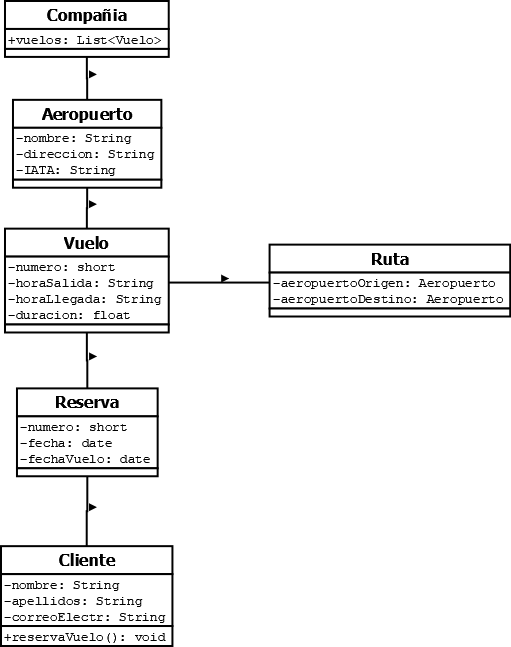 Compañia
+vuelos: List<Vuelo>
Aeropuerto
-nombre: String
-direccion: String
-IATA: String
Vuelo
-numero: short
-horaSalida: String
-horaLlegada: String
-duracion: float
Ruta
-aeropuertoOrigen: Aeropuerto
-aeropuertoDestino: Aeropuerto
Reserva
-numero: short
-fecha: date
-fechaVuelo: date
Cliente
-nombre: String
-apellidos: String
-correoElectr: String
+reservaVuelo(): void